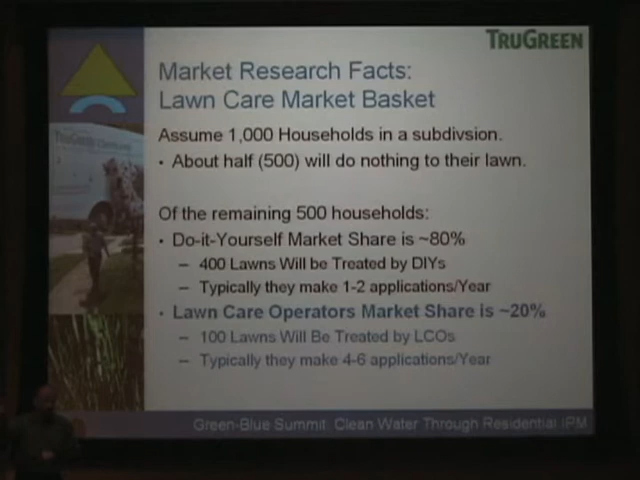 TRUGREEN
Market Research Facts:
Lawn Care Market Basket
Assume 1,000 Households in a subdivsion.
• About half (500) will do nothing to their lawn.
Of the remaining 500 households:
• Do-it-Yourself Market Share is ~80%
– 400 Lawns Will be Treated by DIYs
– Typically they make 1-2 applications/Year
• Lawn Care Operators Market Share is ~20%
– 100 Lawns Will Be Treated by LCOs
– Typically they make 4-6 applications/Year
Green-Blue Summit: Clean Water Through Residential IPM